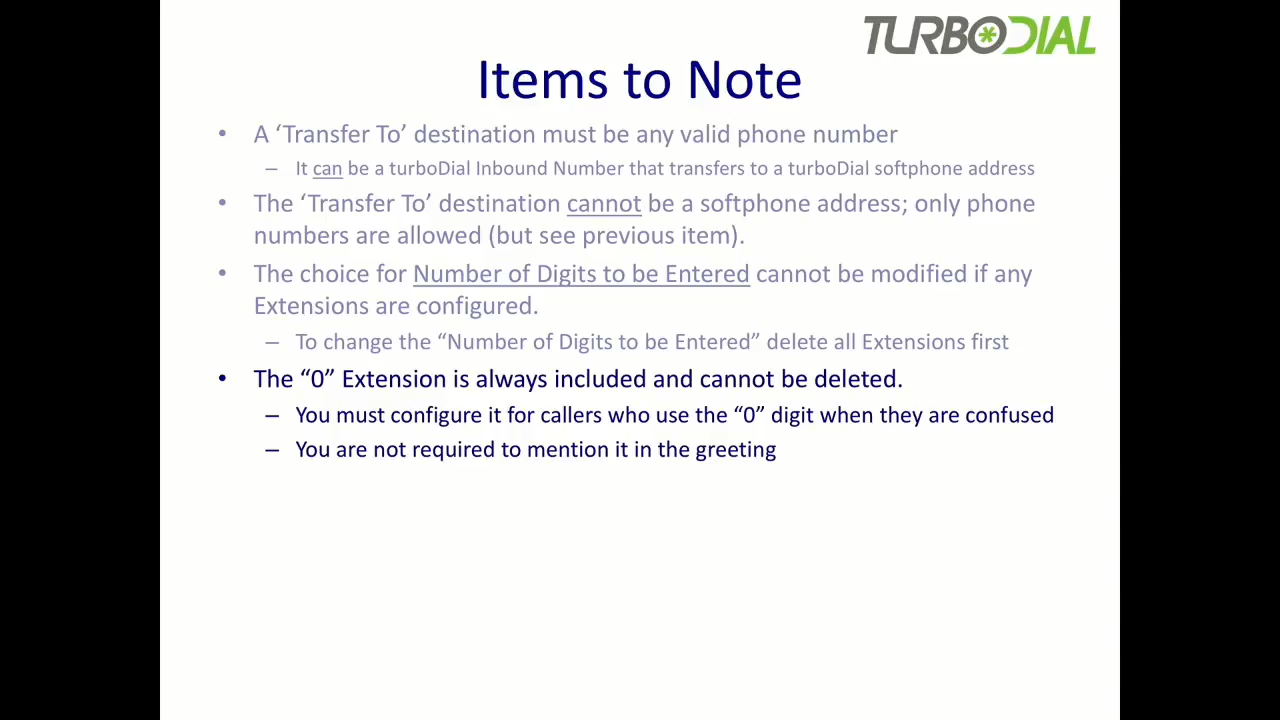 TURBODIAL
Items to Note
• A ‘Transfer To’ destination must be any valid phone number
– It can be a turboDial Inbound Number that transfers to a turboDial softphone address
• The ‘Transfer To’ destination cannot be a softphone address; only phone
numbers are allowed (but see previous item).
• The choice for Number of Digits to be Entered cannot be modified if any
Extensions are configured.
– To change the “Number of Digits to be Entered” delete all Extensions first
• The “0” Extension is always included and cannot be deleted.
– You must configure it for callers who use the “0” digit when they are confused
– You are not required to mention it in the greeting